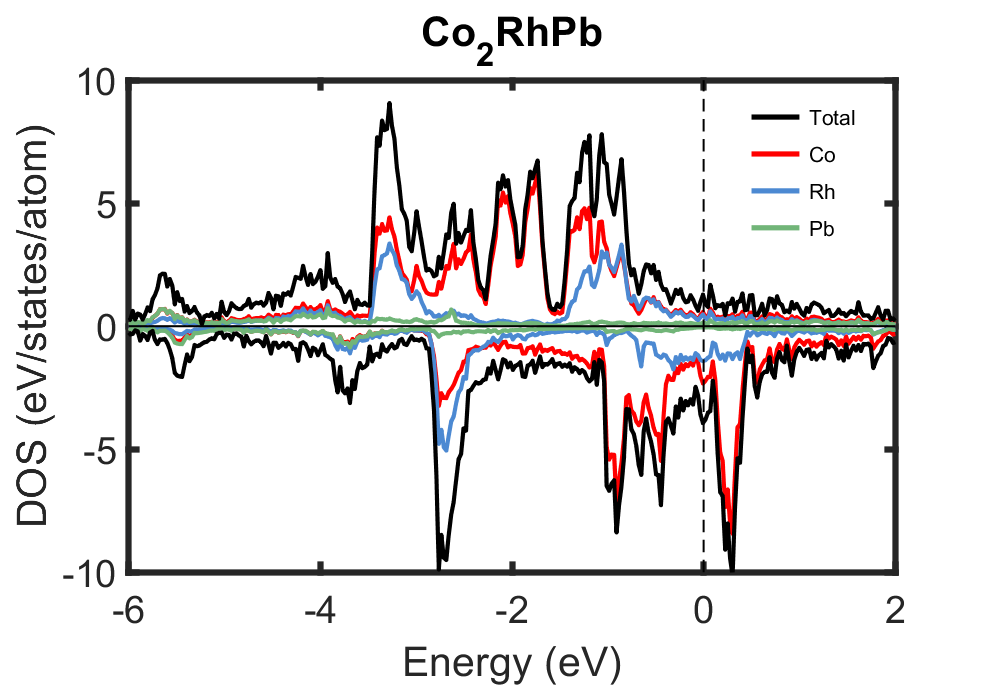 Co₂RhPb
DOS (eV/states/atom)
10
5
0
-5
-10
Total
Co
Rh
Pb
-6
-4
-2
0
2
Energy (eV)